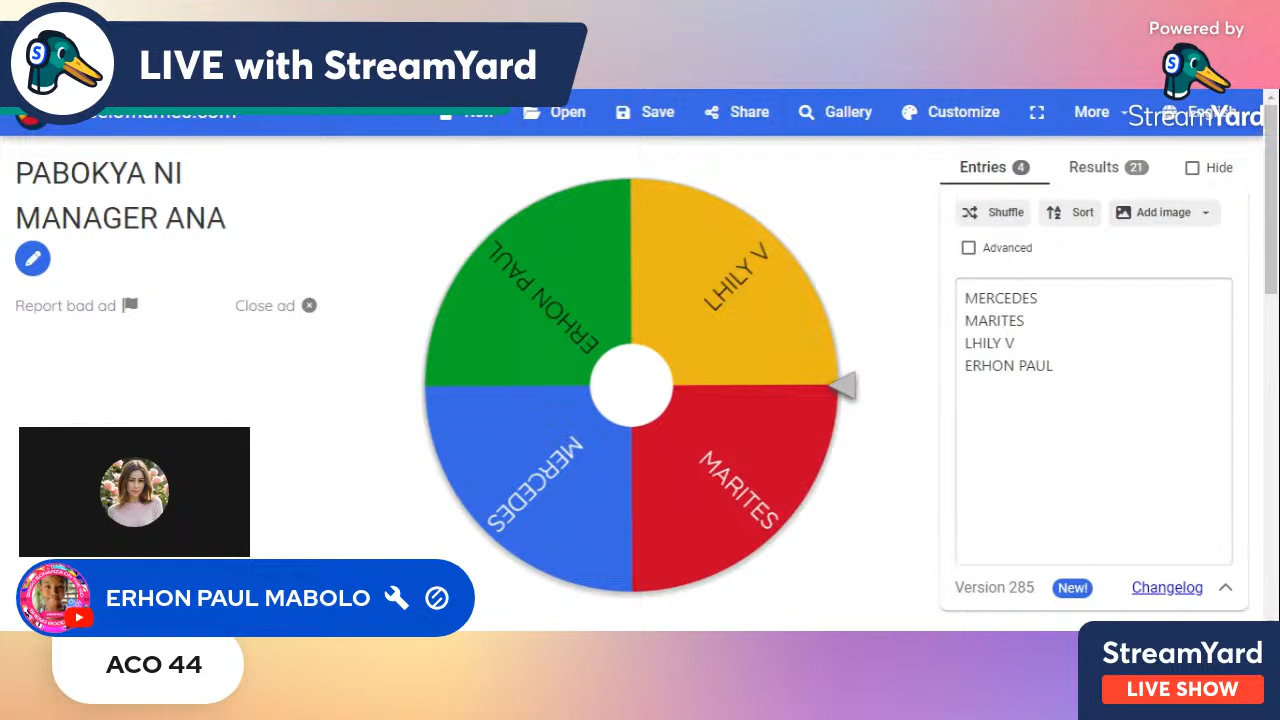 LIVE with StreamYard
Powered by
StreamYard
Open
Save
Share
Gallery
Customize
More
English
PABOKYA NI
MANAGER ANA
Report bad ad
Close ad
Entries 4
Results 21
Hide
Shuffle
Sort
Add image
Advanced
MERCEDES
MARITES
LHILY V
ERHON PAUL
ERHON PAUL
LHILY V
MERCEDES
MARITES
Version 285
New!
Changelog
ERHON PAUL MABOLO
ACO 44
StreamYard
LIVE SHOW